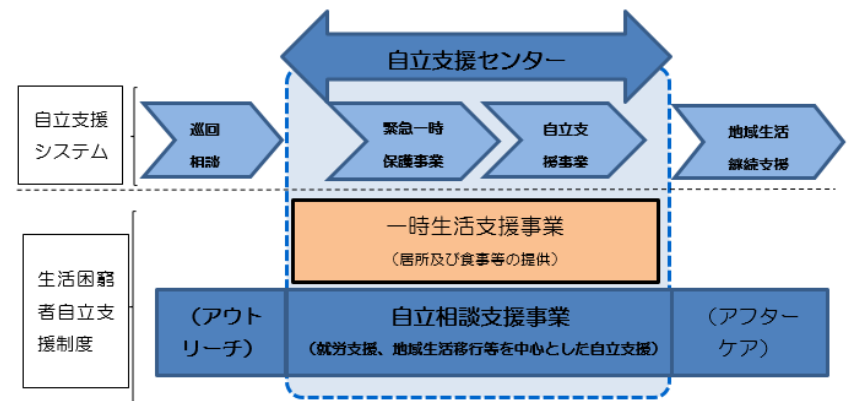 自立支援センター
自立支援
システム
巡回
相談
緊急一時
保護事業
自立支
援事業
地域生活
継続支援
一時生活支援事業
（居所及び食事等の提供）
生活困窮
者自立支
援制度
（アウト
リーチ）
自立相談支援事業
（就労支援、地域生活移行等を中心とした自立支援）
（アフター
ケア）